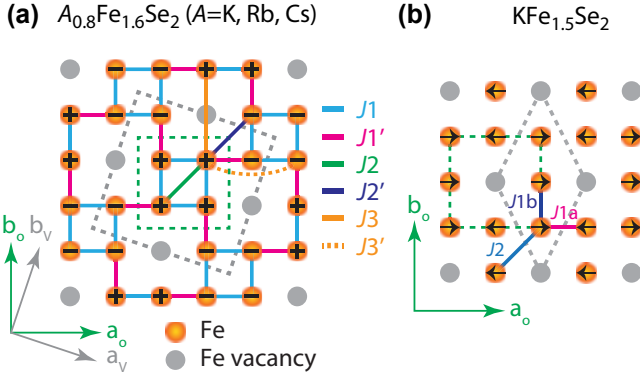 (a) A0.8Fe1.6Se2 (A=K, Rb, Cs)
J1
J1'
J2
J2'
J3
J3'
bo bv
ao
av
Fe
Fe vacancy
(b) KFe1.5Se2
J1b J1a
J2
bo
ao